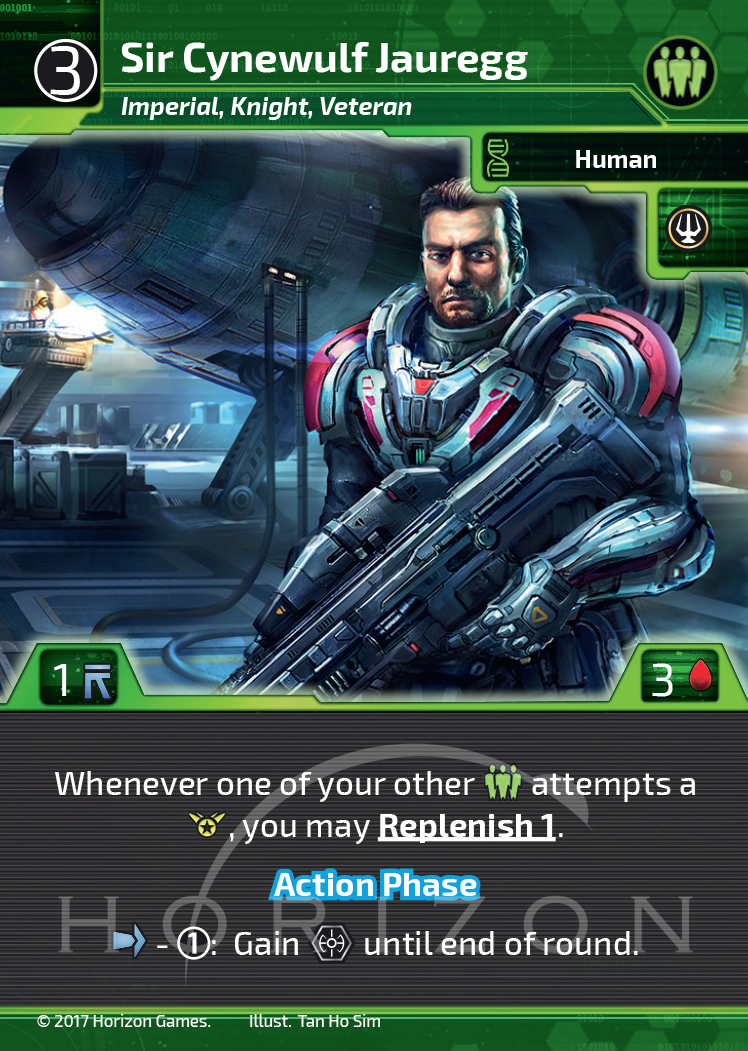 3
Sir Cynewulf Jauregg
Imperial, Knight, Veteran
Human
1
3
Whenever one of your other attempts a
, you may Replenish 1.
Action Phase
- 1: Gain until end of round.
HORIZON
© 2017 Horizon Games. Illust. Tan Ho Sim